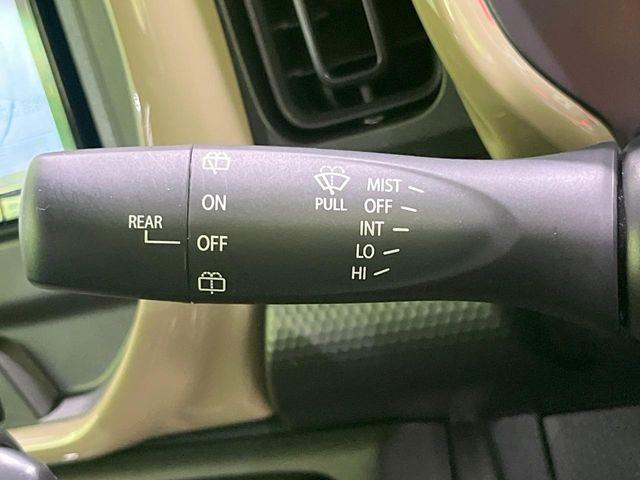 REAR
ON
OFF
PULL
MIST
OFF
INT
LO
HI